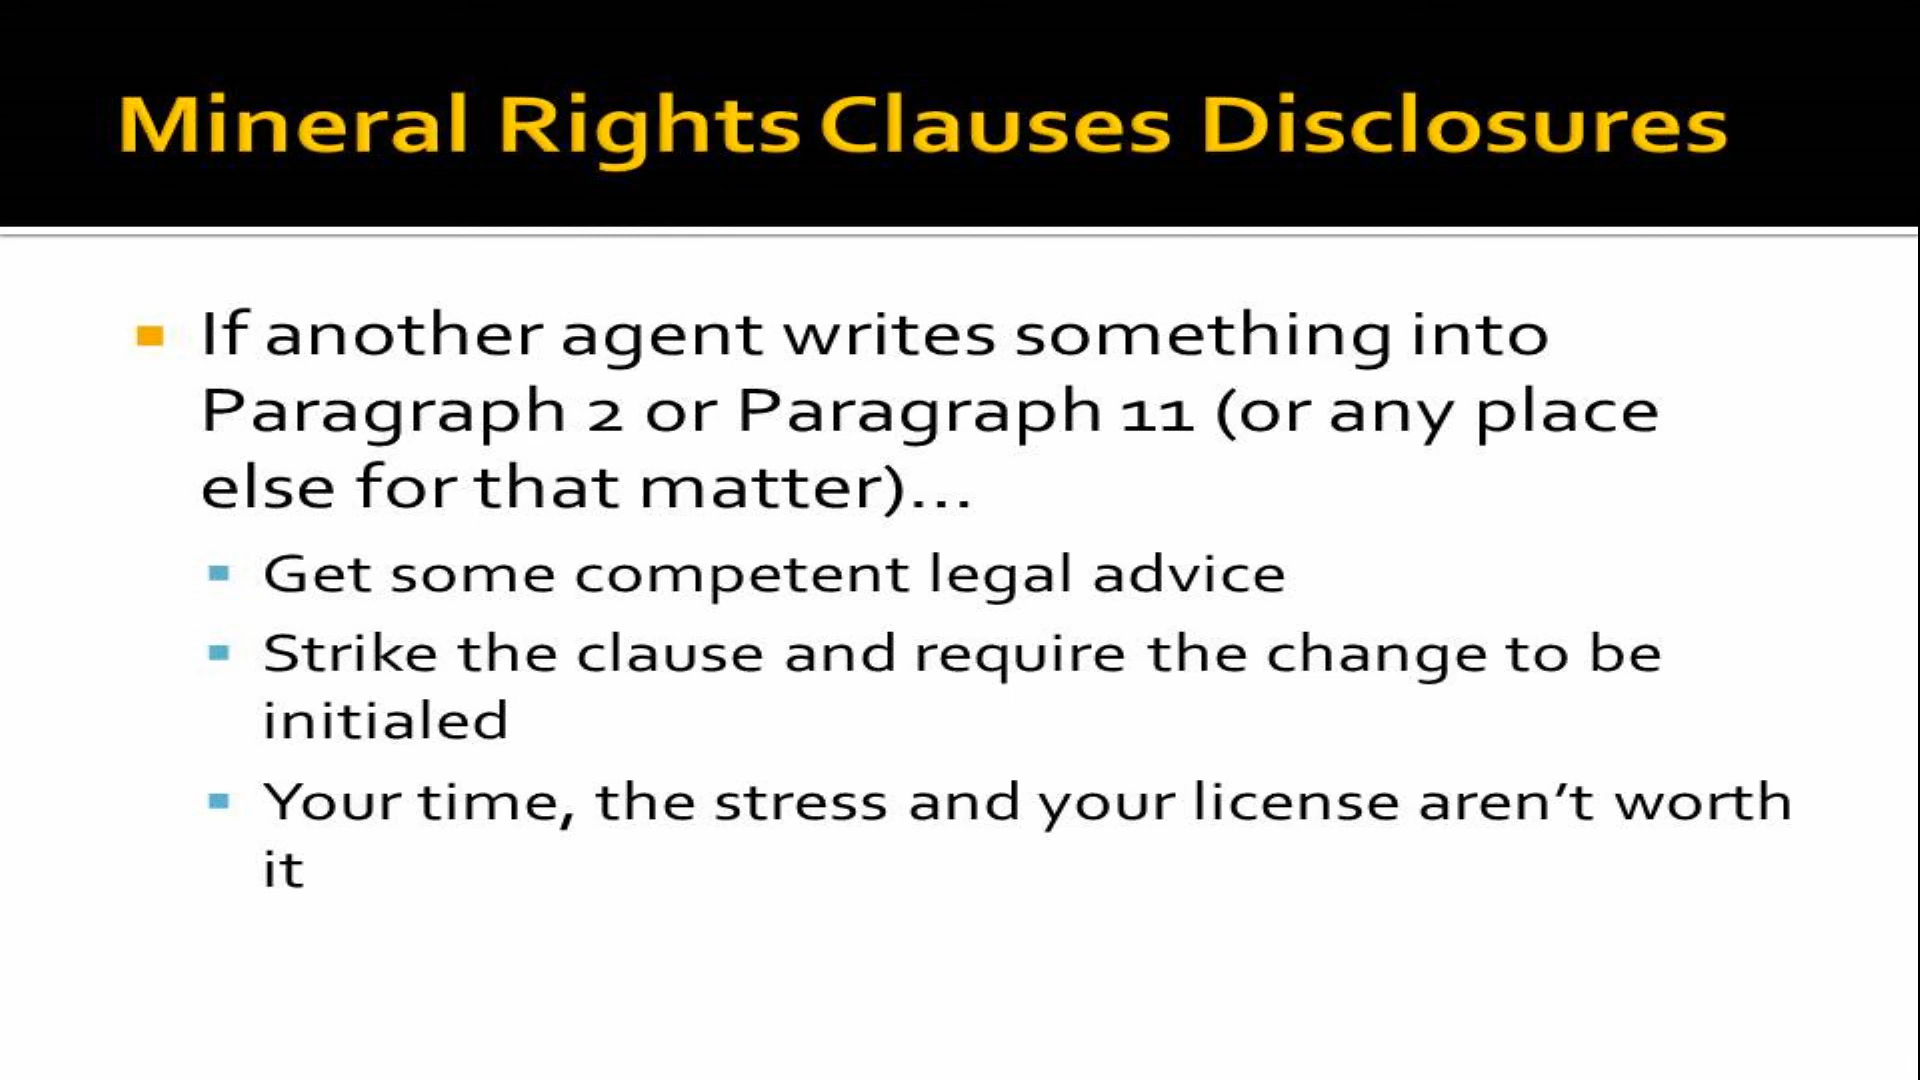 Mineral Rights Clauses Disclosures
If another agent writes something into
Paragraph 2 or Paragraph 11 (or any place
else for that matter)...
Get some competent legal advice
Strike the clause and require the change to be
initialed
Your time, the stress and your license aren’t worth
it